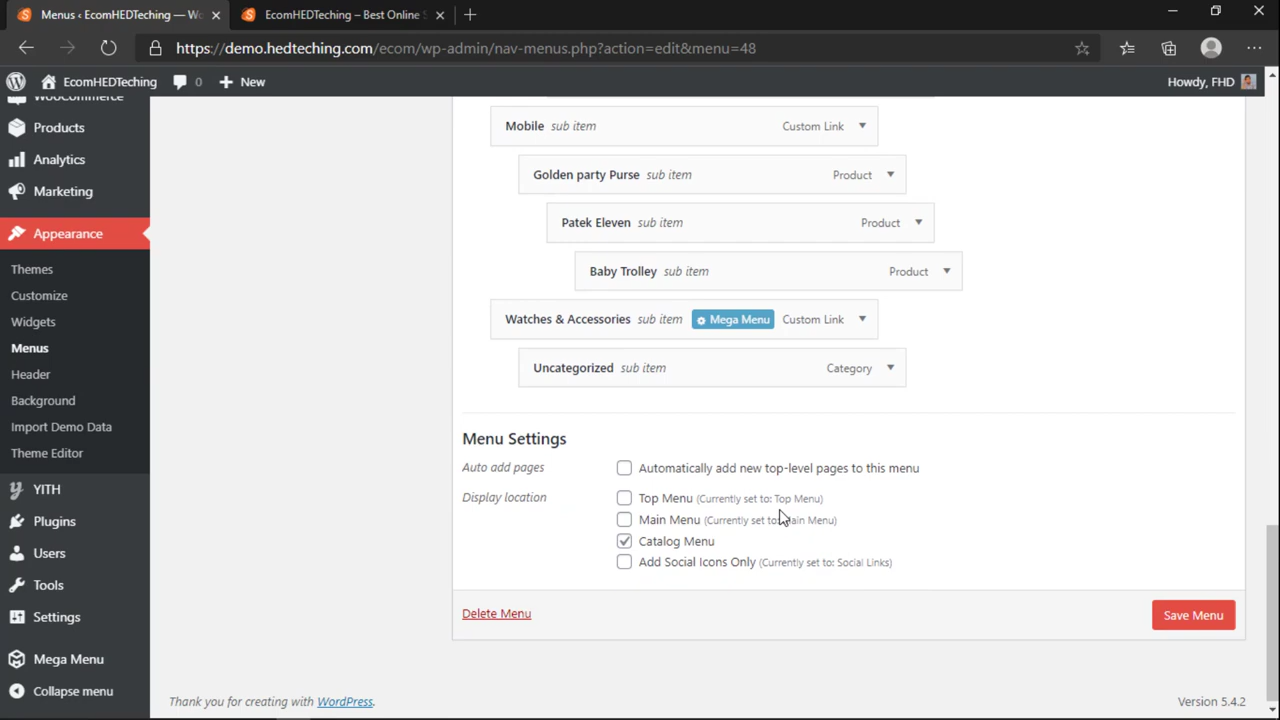 Menus ‹ EcomHEDTeching — Wo
EcomHEDTeching – Best Online S
https://demo.hedteching.com/ecom/wp-admin/nav-menus.php?action=edit&menu=48
EcomHEDTeching
0
New
Howdy, FHD
WooCommerce
Products
Analytics
Marketing
Appearance
Themes
Customize
Widgets
Menus
Header
Background
Import Demo Data
Theme Editor
YITH
Plugins
Users
Tools
Settings
Mega Menu
Collapse menu
Mobile sub item Custom Link
Golden party Purse sub item Product
Patek Eleven sub item Product
Baby Trolley sub item Product
Watches & Accessories sub item Mega Menu Custom Link
Uncategorized sub item Category
Menu Settings
Auto add pages Automatically add new top-level pages to this menu
Display location Top Menu (Currently set to: Top Menu)
Main Menu (Currently set to: Main Menu)
Catalog Menu
Add Social Icons Only (Currently set to: Social Links)
Delete Menu
Save Menu
Thank you for creating with WordPress.
Version 5.4.2